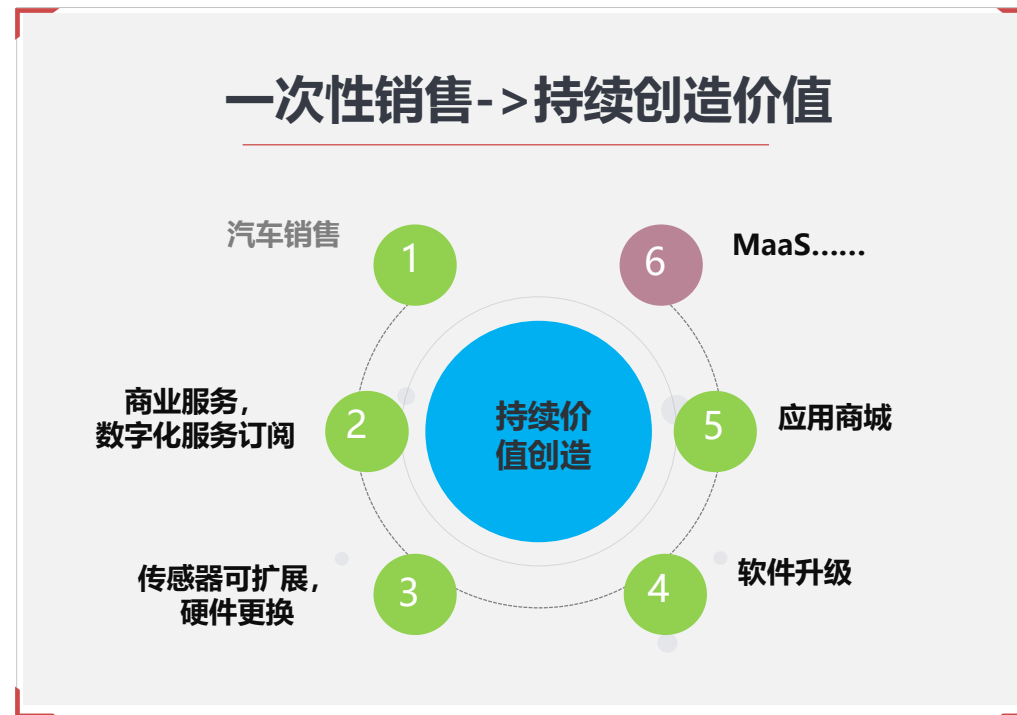 一次性销售->持续创造价值
汽车销售
1
商业服务，
数字化服务订阅
2
传感器可扩展，
硬件更换
3
持续价
值创造
6
MaaS……
5
应用商城
4
软件升级